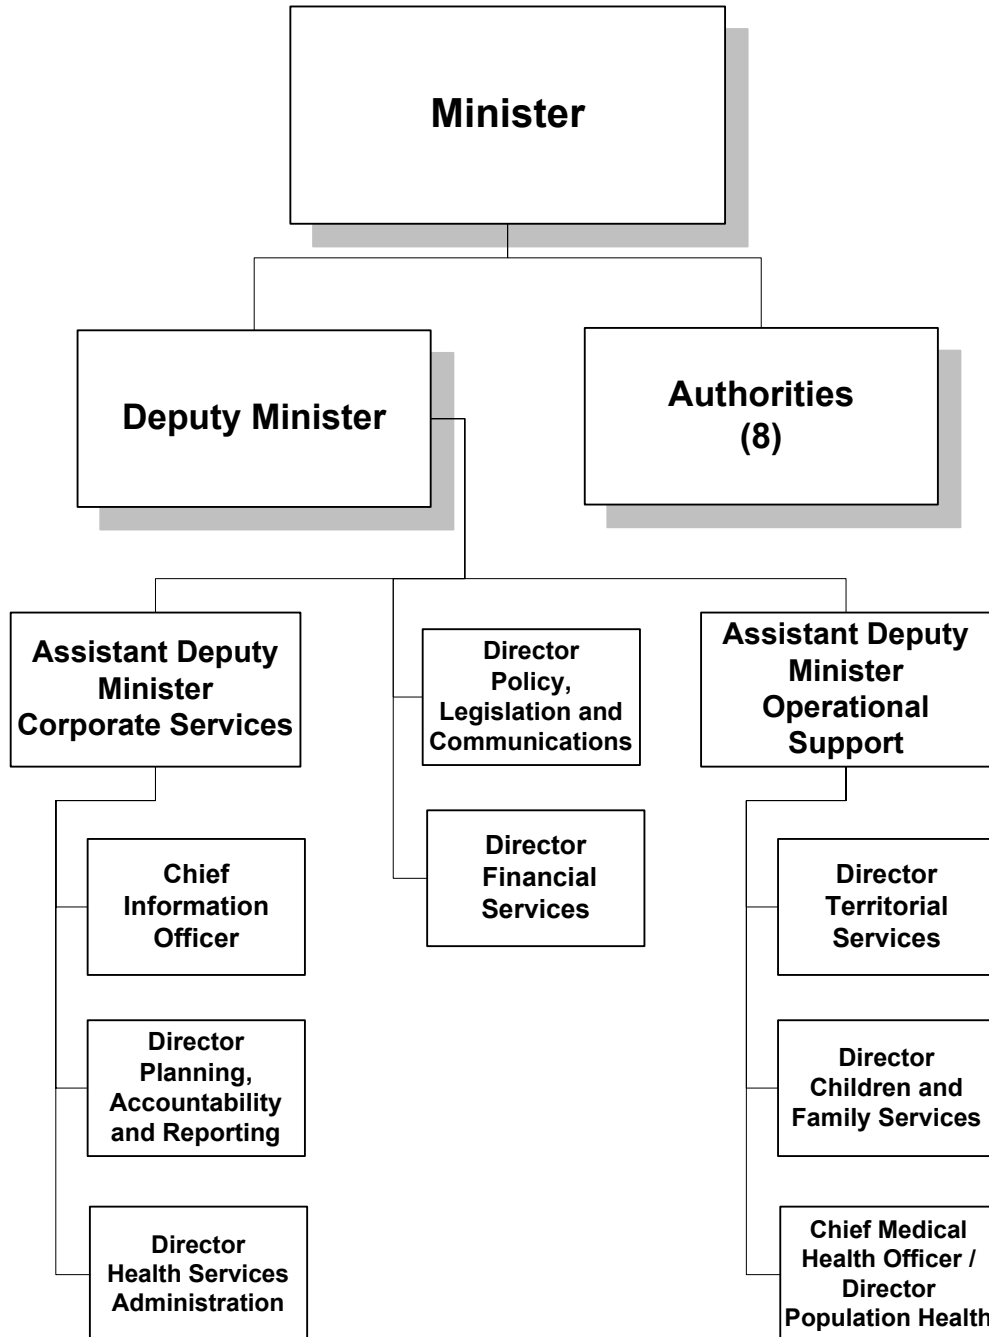 Minister
Deputy Minister
Authorities
(8)
Assistant Deputy
Minister
Corporate Services
Director
Policy,
Legislation and
Communications
Assistant Deputy
Minister
Operational
Support
Director
Financial
Services
Chief
Information
Officer
Director
Territorial
Services
Director
Planning,
Accountability
and Reporting
Director
Children and
Family Services
Director
Health Services
Administration
Chief Medical
Health Officer /
Director
Population Health